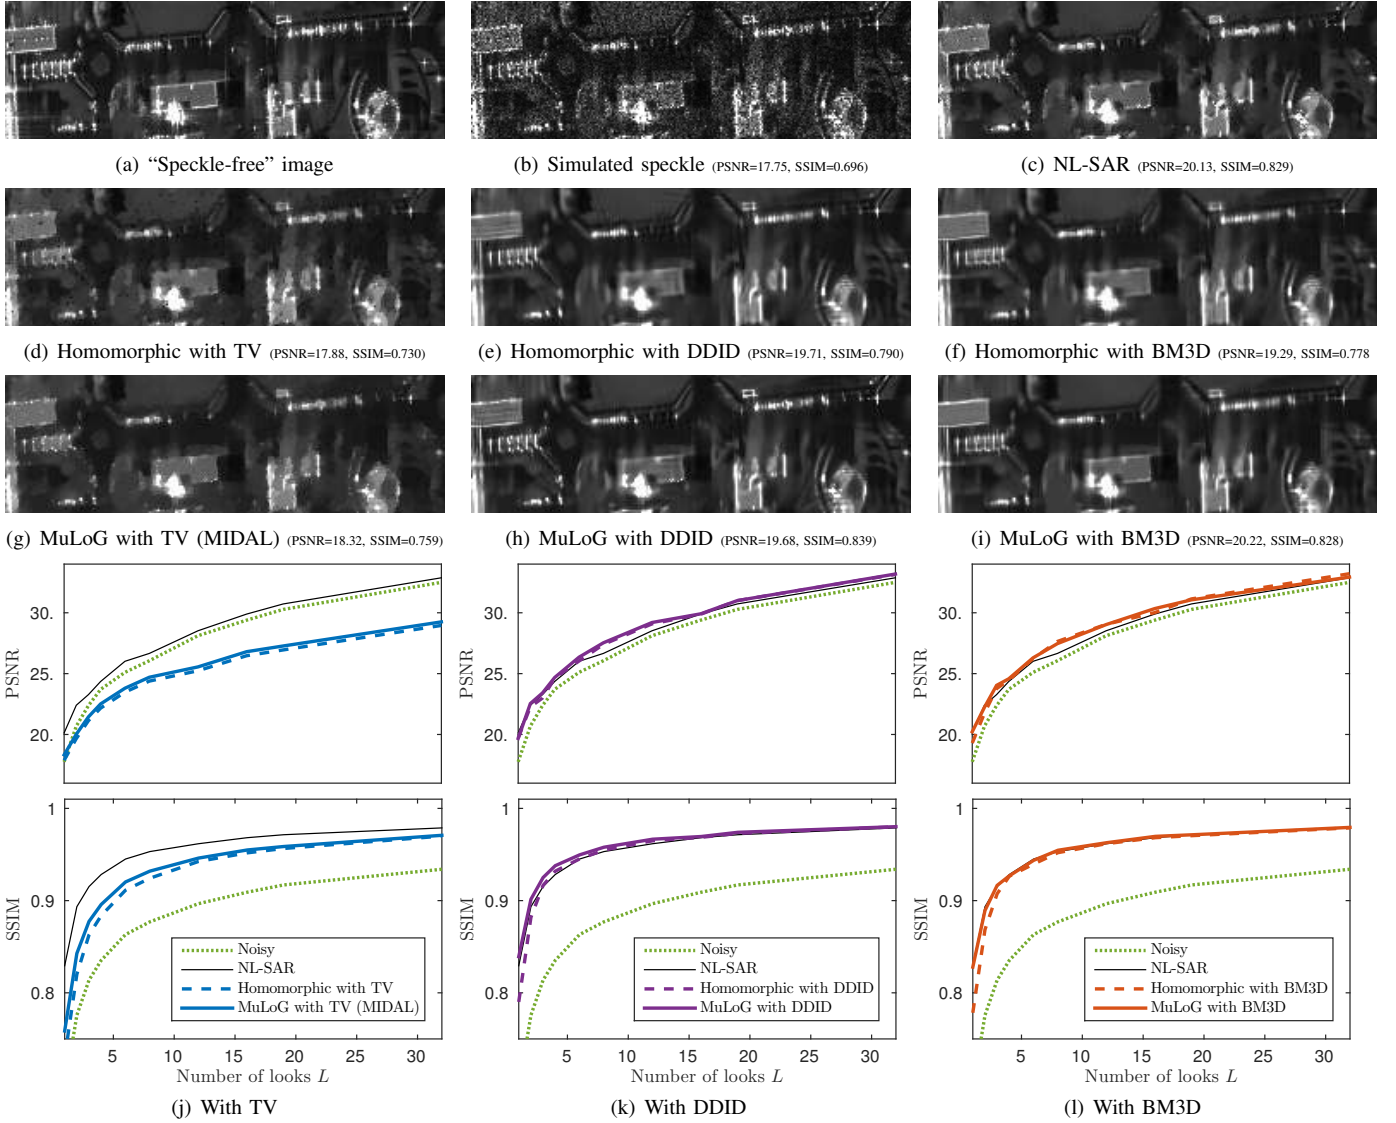 (a) “Speckle-free” image
(b) Simulated speckle (PSNR=17.75, SSIM=0.696)
(c) NL-SAR (PSNR=20.13, SSIM=0.829)
(d) Homomorphic with TV (PSNR=17.88, SSIM=0.730)
(e) Homomorphic with DDID (PSNR=19.71, SSIM=0.790)
(f) Homomorphic with BM3D (PSNR=19.29, SSIM=0.778
(g) MuLoG with TV (MIDAL) (PSNR=18.32, SSIM=0.759)
(h) MuLoG with DDID (PSNR=19.68, SSIM=0.839)
(i) MuLoG with BM3D (PSNR=20.22, SSIM=0.828)
PSNR
30.
25.
20.
SSIM
1
0.9
0.8
Noisy
NL-SAR
Homomorphic with TV
MuLoG with TV (MIDAL)
5 10 15 20 25 30
Number of looks L
(j) With TV
PSNR
30.
25.
20.
SSIM
1
0.9
0.8
Noisy
NL-SAR
Homomorphic with DDID
MuLoG with DDID
5 10 15 20 25 30
Number of looks L
(k) With DDID
PSNR
30.
25.
20.
SSIM
1
0.9
0.8
Noisy
NL-SAR
Homomorphic with BM3D
MuLoG with BM3D
5 10 15 20 25 30
Number of looks L
(l) With BM3D